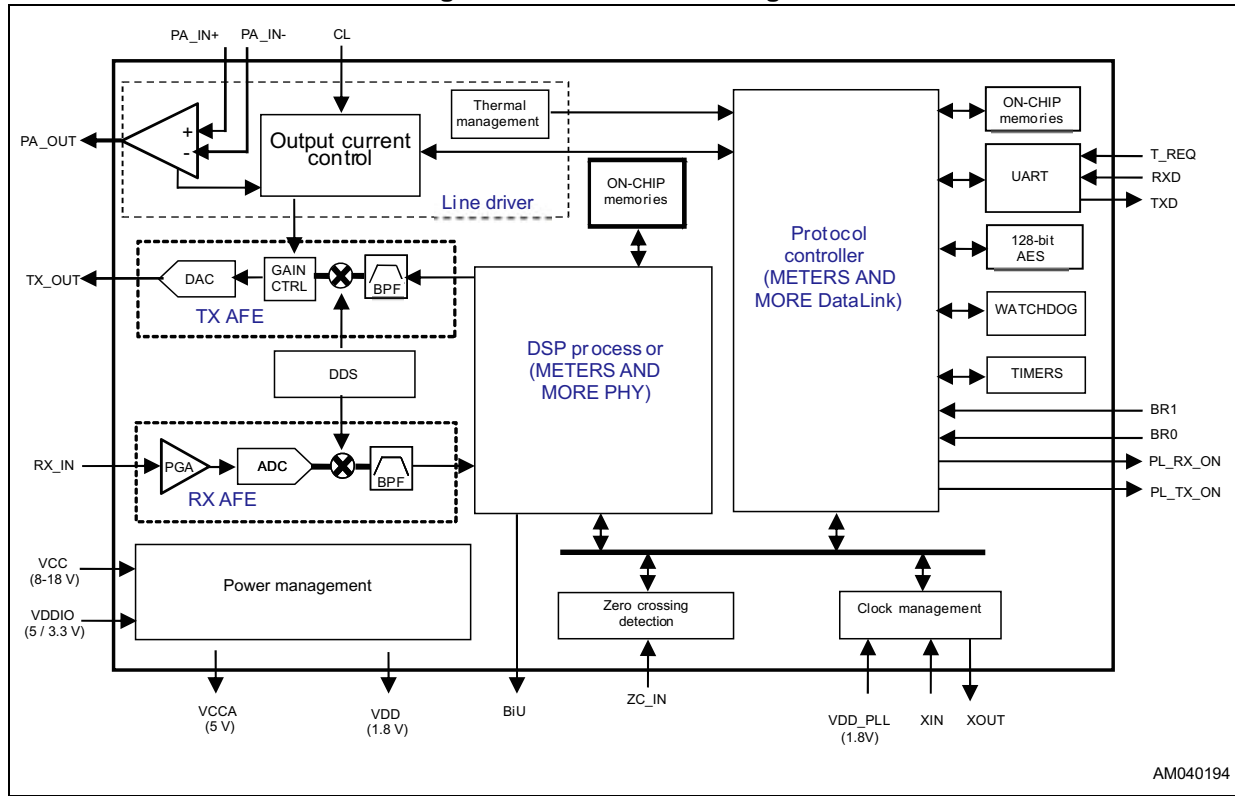 PA_IN+ PA_IN- CL
PA_OUT
+
-
Output current
control
Thermal
management
Line driver
ON-CHIP
memories
Protocol
controller
(METERS AND
MORE DataLink)
ON-CHIP
memories
UART
T_REQ
RXD
TXD
128-bit
AES
WATCHDOG
TIMERS
BR1
BR0
PL_RX_ON
PL_TX_ON
TX_OUT
DAC
GAIN
CTRL
BPF
TX AFE
DDS
DSP processor
(METERS AND
MORE PHY)
RX_IN
PGA
ADC
BPF
RX AFE
VCC
(8-18 V)
VDDIO
(5 / 3.3 V)
Power management
Zero crossing
detection
Clock management
VCCA
(5 V)
VDD
(1.8 V)
BiU
ZC_IN
VDD_PLL
(1.8V)
XIN
XOUT
AM040194